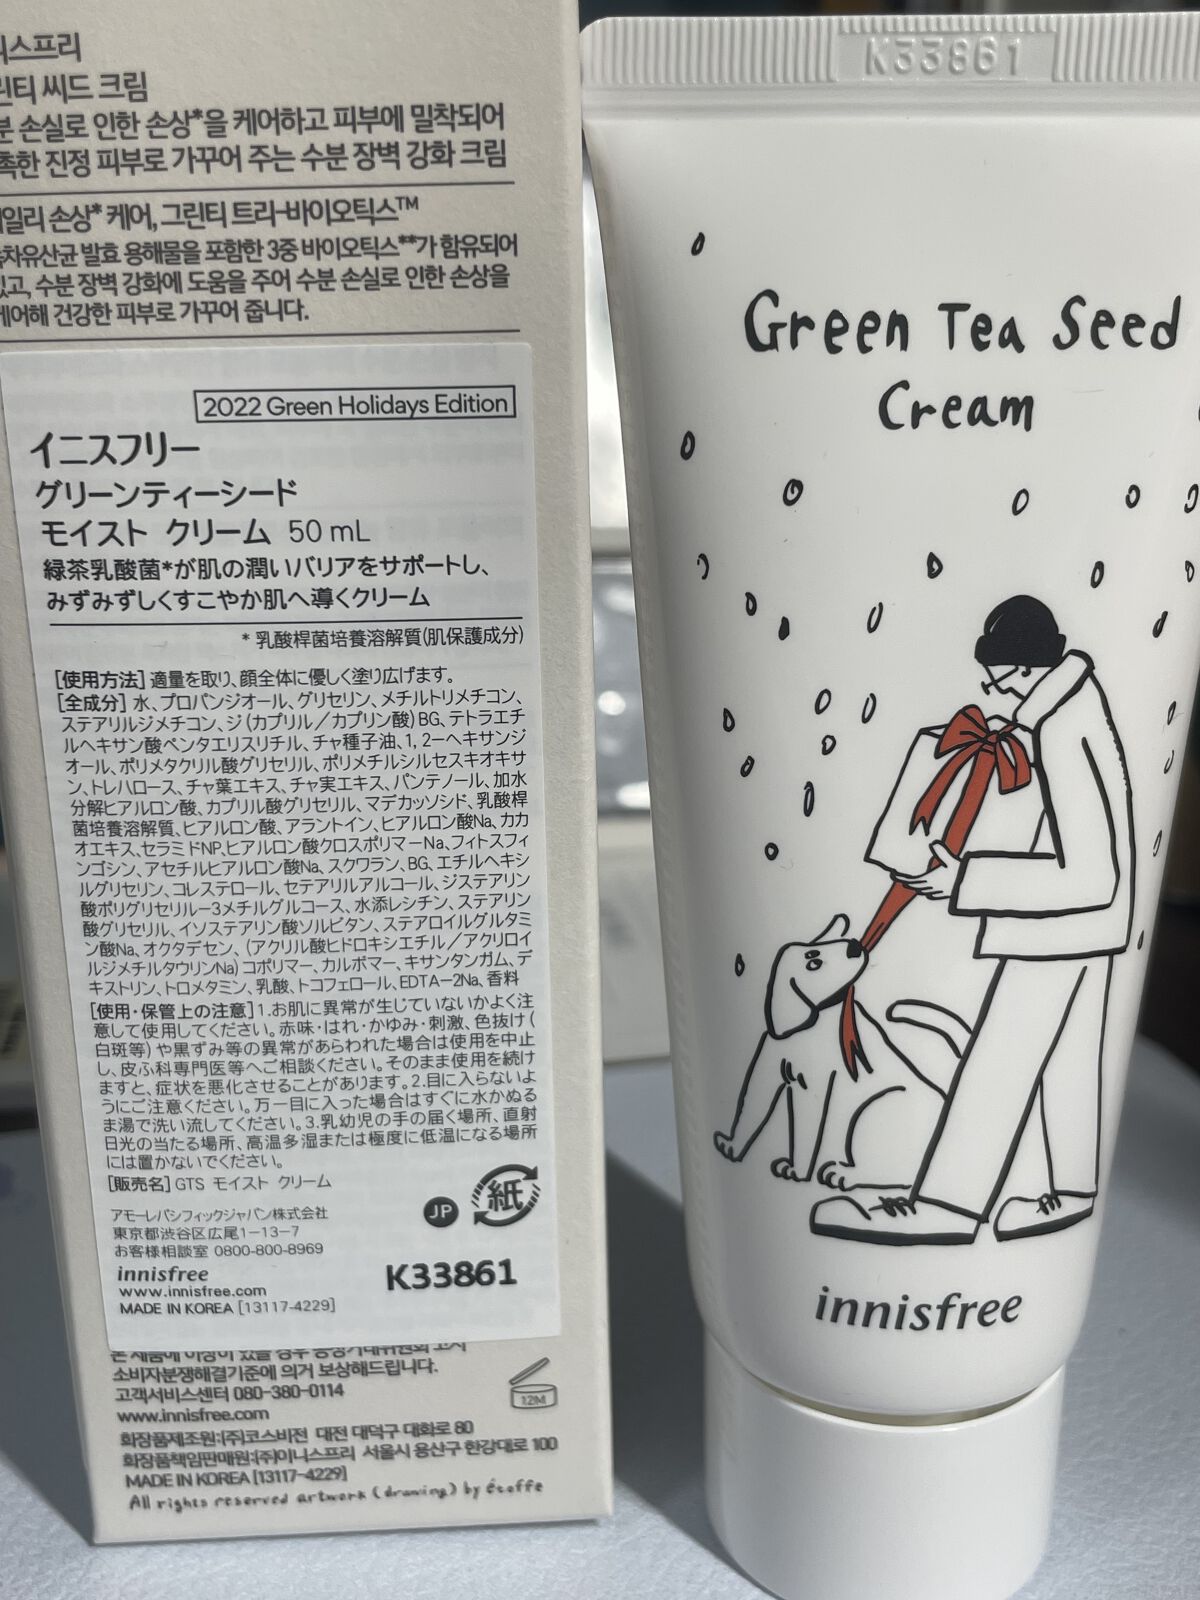 니스프리
린티 씨드 크림
분 손실로 인한 손상*을 케어하고 피부에 밀착되어
촉한 진정 피부로 가꾸어 주는 수분 장벽 강화 크림
일리 손상* 케어, 그린티 트리-바이오틱스™
차유산균 발효 용해물을 포함한 3중 바이오틱스**가 함유되어
있고, 수분 장벽 강화에 도움을 주어 수분 손실로 인한 손상을
케어해 건강한 피부로 가꾸어 줍니다.
2022 Green Holidays Edition
イニスフリー
グリーンティーシード
モイスト クリーム 50 mL
緑茶乳酸菌*が肌の潤いバリアをサポートし、
みずみずしくすこやか肌へ導くクリーム
* 乳酸桿菌培養溶解質(肌保護成分)
[使用方法] 適量を取り、顔全体に優しく塗り広げます。
[全成分] 水、プロパンジオール、グリセリン、メチルトリメチコン、
ステアリルジメチコン、ジ(カプリル/カプリン酸)BG、テトラエチ
ルヘキサン酸ペンタエリスリチル、チャ種子油、1, 2-ヘキサンジ
オール、ポリメタクリル酸グリセリル、ポリメチルシルセスキオキサ
ン、トレハロース、チャ葉エキス、チャ実エキス、パンテノール、加水
分解ヒアルロン酸、カプリル酸グリセリル、マデカッソシド、乳酸桿
菌培養溶解質、ヒアルロン酸、アラントイン、ヒアルロン酸Na、カカ
オエキス、セラミドNP、ヒアルロン酸クロスポリマーNa、フィトスフィ
ンゴシン、アセチルヒアルロン酸Na、スクワラン、BG、エチルヘキシ
ルグリセリン、コレステロール、セテアリルアルコール、ジステアリン
酸ポリグリセリル-3メチルグルコース、水添レシチン、ステアリン
酸グリセリル、イソステアリン酸ソルビタン、ステアロイルグルタミ
ン酸Na、オクタデセン、(アクリル酸ヒドロキシエチル/アクリロイ
ルジメチルタウリンNa)コポリマー、カルボマー、キサンタンガム、デ
キストリン、トロメタミン、乳酸、トコフェロール、EDTA-2Na、香料
[使用・保管上の注意] 1.お肌に異常が生じていないかよく注
意して使用してください。赤味・はれ・かゆみ・刺激、色抜け(
白斑等)や黒ずみ等の異常があらわれた場合は使用を中止
し、皮ふ科専門医等へご相談ください。そのまま使用を続け
ますと、症状を悪化させることがあります。2.目に入らないよ
うにご注意ください。万一目に入った場合はすぐに水かぬる
ま湯で洗い流してください。3.乳幼児の手の届く場所、直射
日光の当たる場所、高温多湿または極度に低温になる場所
には置かないでください。
[販売名] GTS モイスト クリーム
アモーレパシフィックジャパン株式会社
東京都渋谷区広尾1-13-7
お客様相談室 0800-800-8969
innisfree
www.innisfree.com
MADE IN KOREA [13117-4229]
JP
紙
K33861
본 제품에 이상이 있을 경우 공정거래위원회 고시
소비자분쟁해결기준에 의거 보상해드립니다.
고객서비스센터 080-380-0114
www.innisfree.com
화장품제조원:(주)코스비전 대전 대덕구 대화로 80
화장품책임판매원:(주)이니스프리 서울시 용산구 한강대로 100
MADE IN KOREA [13117-4229]
All rights reserved artwork (drawing) by étoffe
12M
K33861
Green Tea Seed
Cream
innisfree